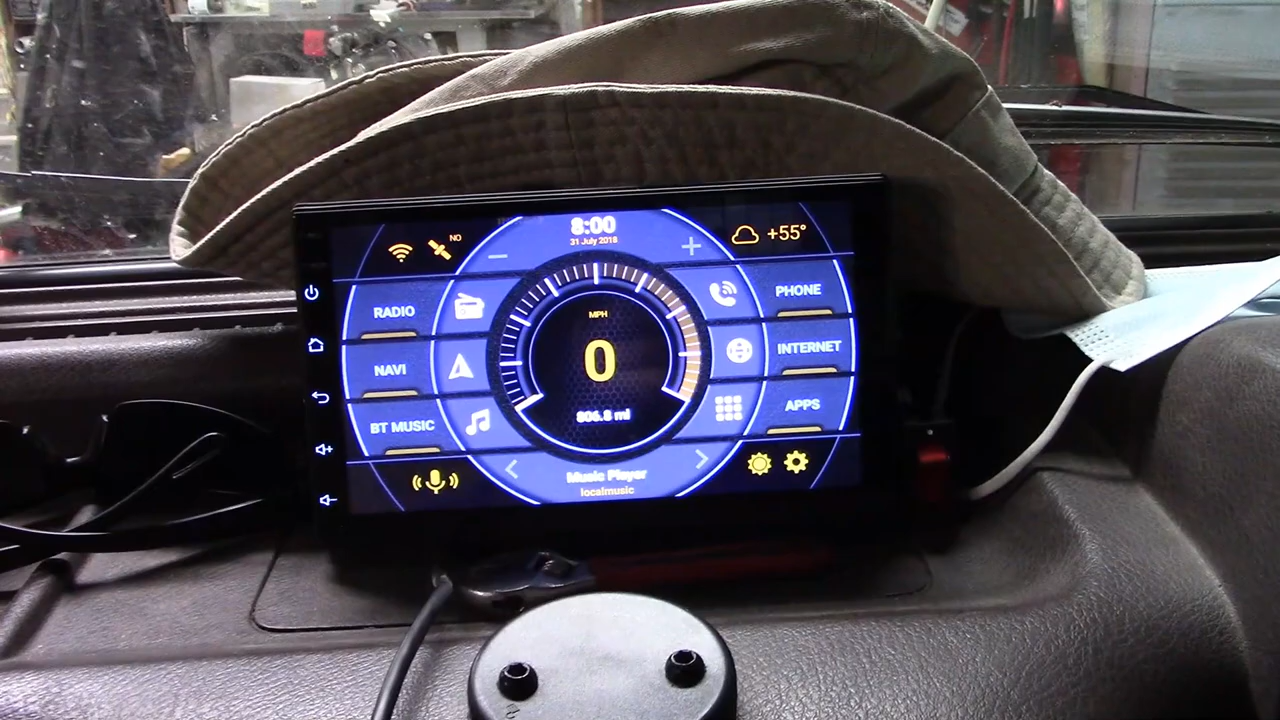 8:00
31 July 2018
NO
+55°
RADIO
NAVI
BT MUSIC
MPH
0
806.8 mi
PHONE
INTERNET
APPS
Music Player
localmusic